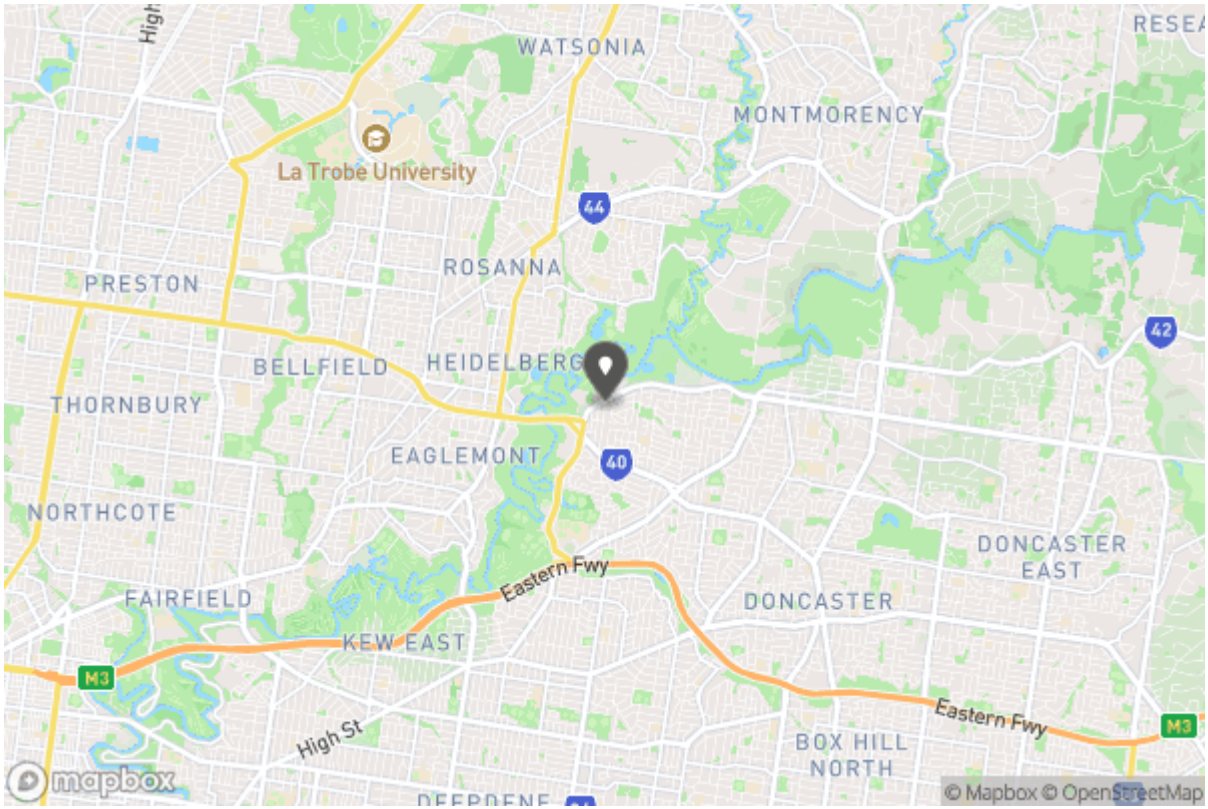 High
WATSONIA
RESEA
MONTMORENCY
La Trobe University
44
ROSANNA
PRESTON
42
BELLFIELD
HEIDELBERG
THORNBURY
EAGLEMONT
40
NORTHCOTE
DONCASTER
EAST
Eastern Fwy
FAIRFIELD
DONCASTER
KEW EAST
M3
Eastern Fwy
M3
High St
BOX HILL
NORTH
mapbox
© Mapbox © OpenStreetMap
DEEPDENE